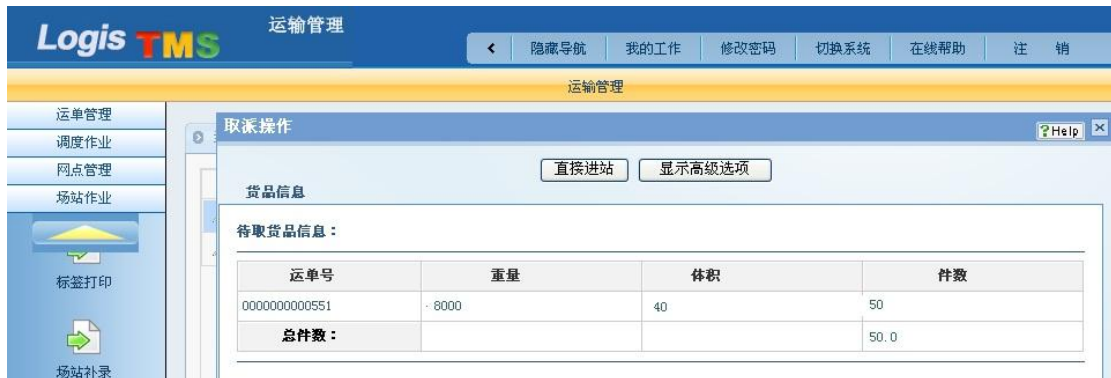 Logis TMS
运输管理
隐藏导航 我的工作 修改密码 切换系统 在线帮助 注 销
运输管理
运单管理
调度作业
网点管理
场站作业
标签打印
场站补录
取派操作
?Help
直接进站 显示高级选项
货品信息
待取货品信息：
运单号 重量 体积 件数
0000000000551 8000 40 50
总件数： 50.0